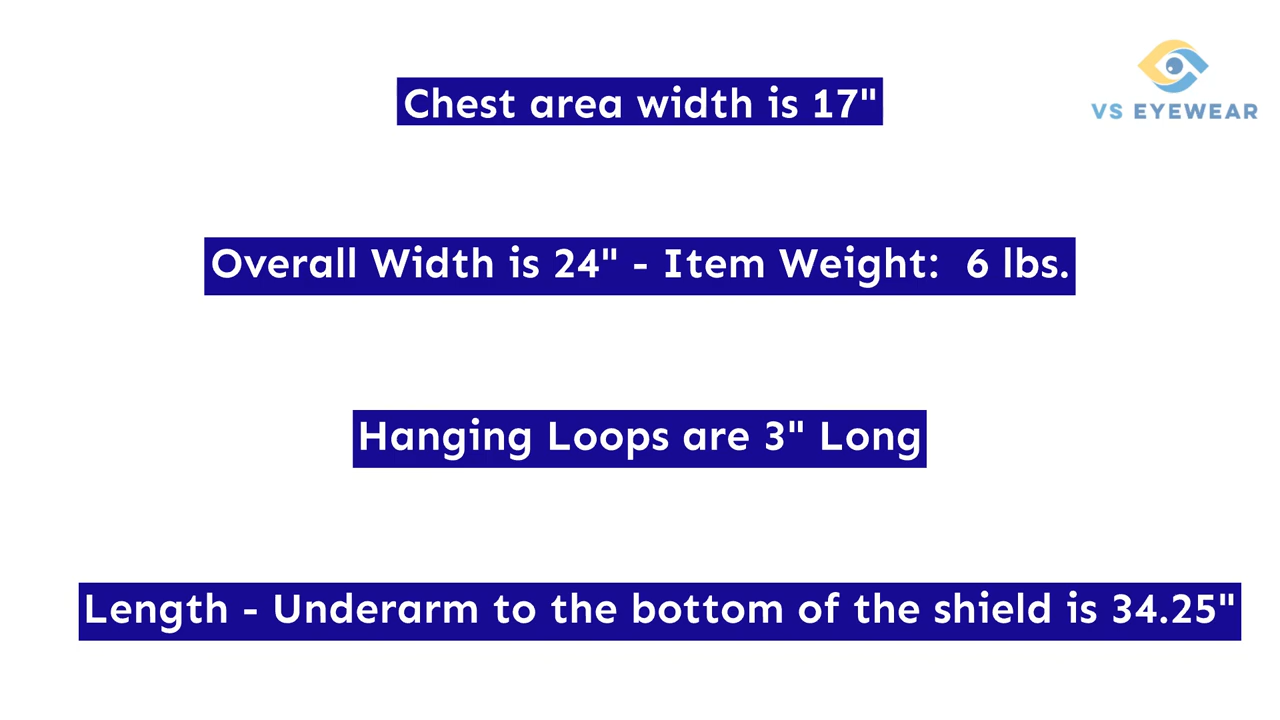 VS EYEWEAR
Chest area width is 17"
Overall Width is 24" - Item Weight:  6 lbs.
Hanging Loops are 3" Long
Length - Underarm to the bottom of the shield is 34.25"